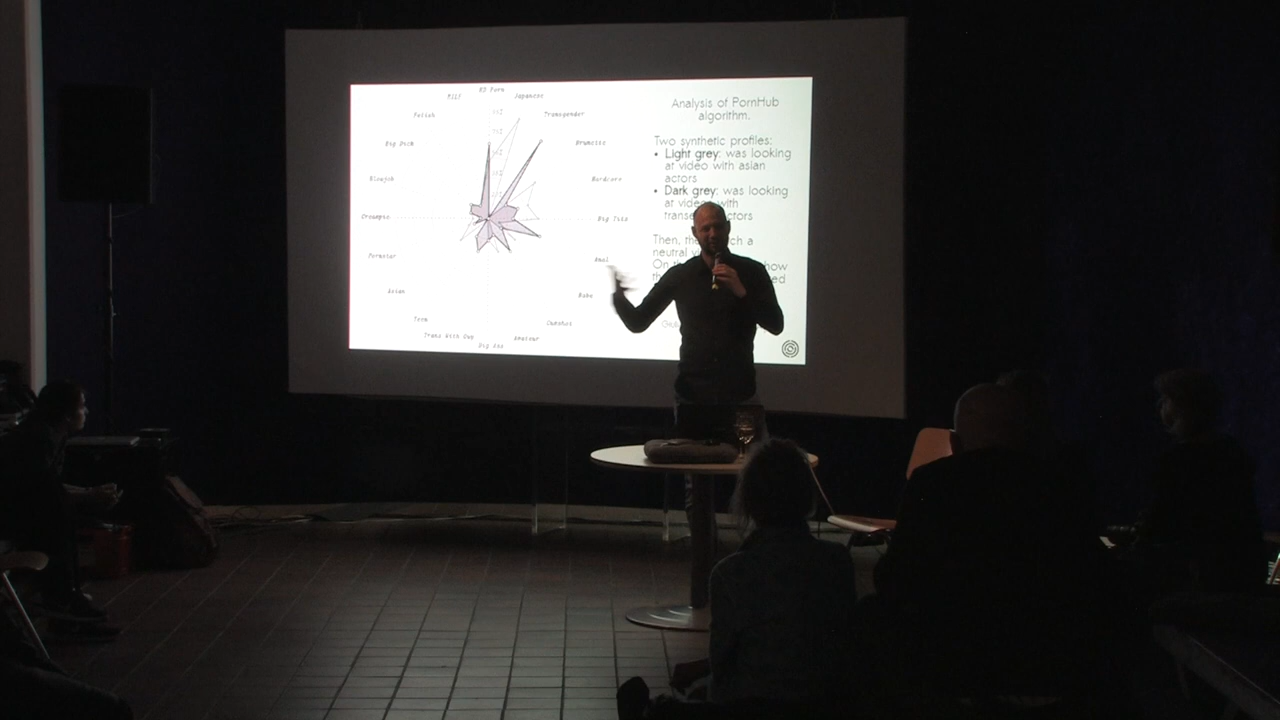 HD Porn
MILF
Japanese
Fetish
Transgender
Big Dick
Brunette
Blowjob
Hardcore
Creampie
Big Tits
Pornstar
Anal
Asian
Babe
Teen
Cumshot
Trans With Guy
Amateur
Big Ass
Analysis of PornHub
algorithm.
Two synthetic profiles:
• Light grey: was looking
at video with asian
actors
• Dark grey: was looking
at video with
Then,
a
neutral
On